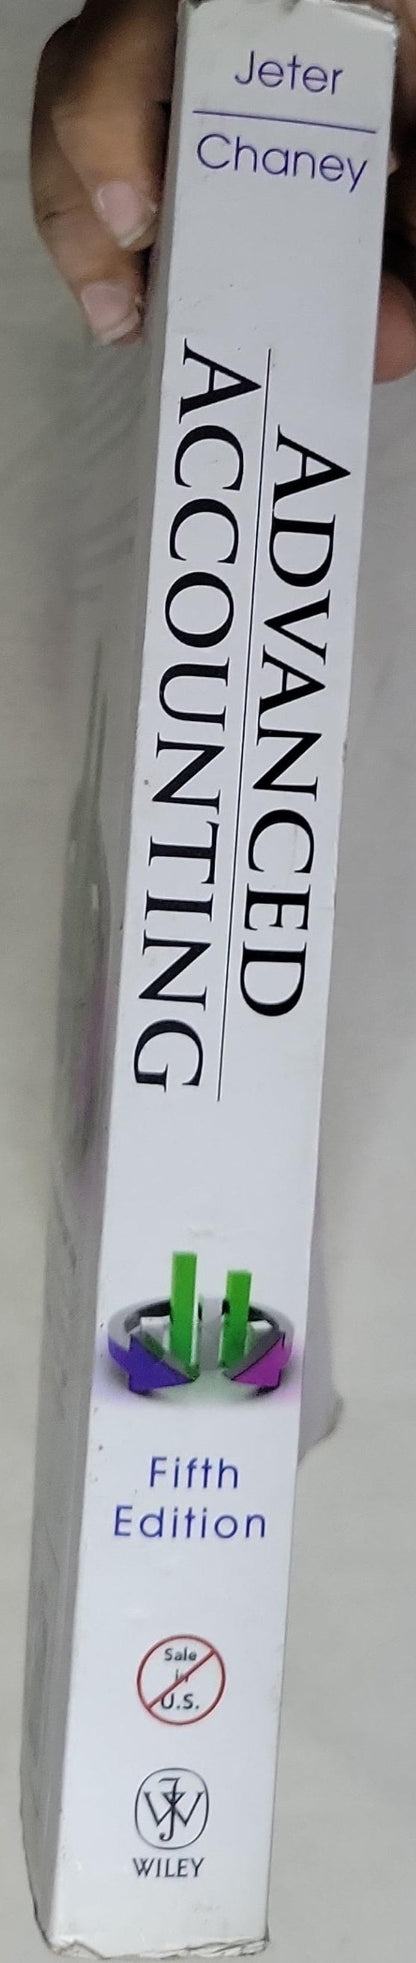 Jeter
Chaney
ADVANCED
ACCOUNTING
Fifth
Edition
Sale
in
U.S.
WILEY